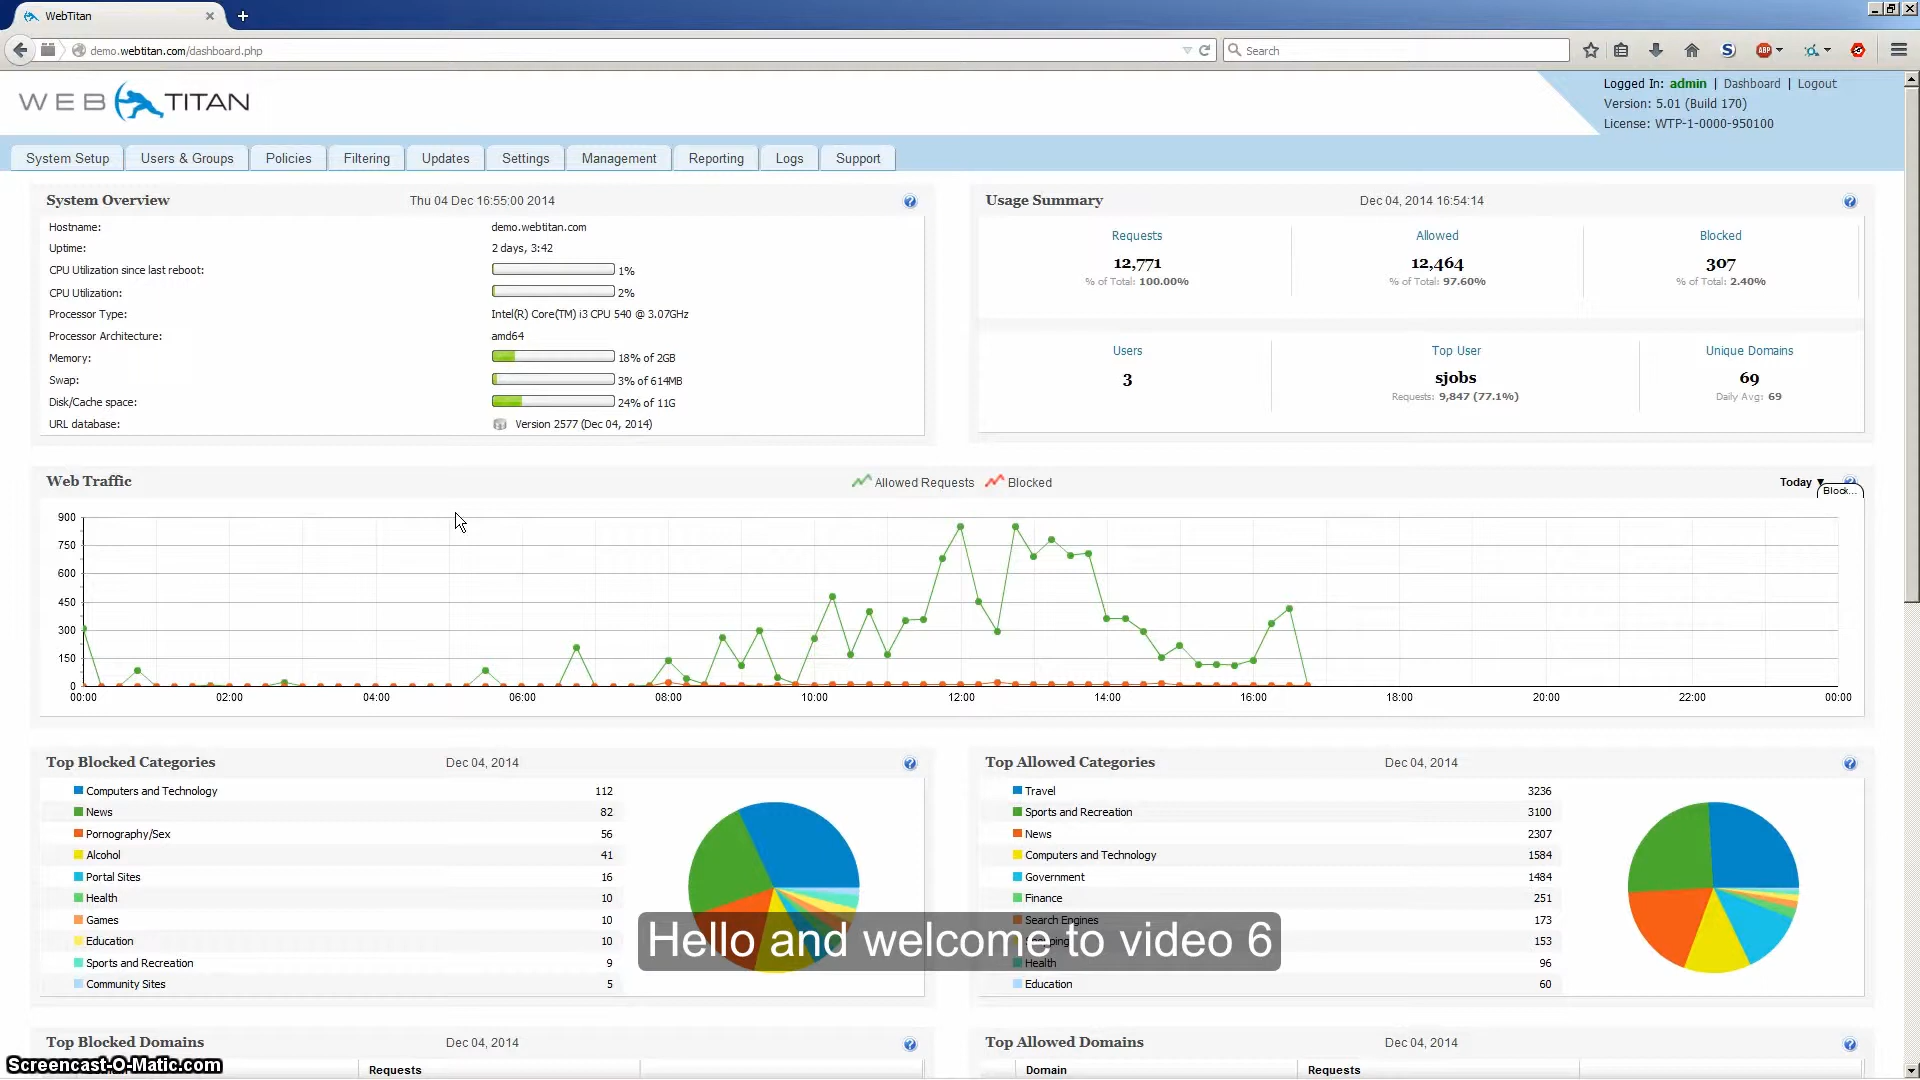 WebTitan
demo.webtitan.com/dashboard.php
Search
ABP
WEB TITAN
Logged In: admin | Dashboard | Logout
Version: 5.01 (Build 170)
License: WTP-1-0000-950100
System Setup
Users & Groups
Policies
Filtering
Updates
Settings
Management
Reporting
Logs
Support
System Overview
Thu 04 Dec 16:55:00 2014
Hostname: demo.webtitan.com
Uptime: 2 days, 3:42
CPU Utilization since last reboot: 1%
CPU Utilization: 2%
Processor Type: Intel(R) Core(TM) i3 CPU 540 @ 3.07GHz
Processor Architecture: amd64
Memory: 18% of 2GB
Swap: 3% of 614MB
Disk/Cache space: 24% of 11G
URL database: Version 2577 (Dec 04, 2014)
Usage Summary
Dec 04, 2014 16:54:14
Requests
12,771
% of Total: 100.00%
Allowed
12,464
% of Total: 97.60%
Blocked
307
% of Total: 2.40%
Users
3
Top User
sjobs
Requests: 9,847 (77.1%)
Unique Domains
69
Daily Avg: 69
Web Traffic
Allowed Requests
Blocked
Today
Block...
900
750
600
450
300
150
0
00:00 02:00 04:00 06:00 08:00 10:00 12:00 14:00 16:00 18:00 20:00 22:00 00:00
Top Blocked Categories
Dec 04, 2014
Computers and Technology 112
News 82
Pornography/Sex 56
Alcohol 41
Portal Sites 16
Health 10
Games 10
Education 10
Sports and Recreation 9
Community Sites 5
Top Allowed Categories
Dec 04, 2014
Travel 3236
Sports and Recreation 3100
News 2307
Computers and Technology 1584
Government 1484
Finance 251
Search Engines 173
153
Health 96
Education 60
Hello and welcome to video 6
Top Blocked Domains
Dec 04, 2014
Requests
Top Allowed Domains
Dec 04, 2014
Domain
Requests
Screencast-O-Matic.com